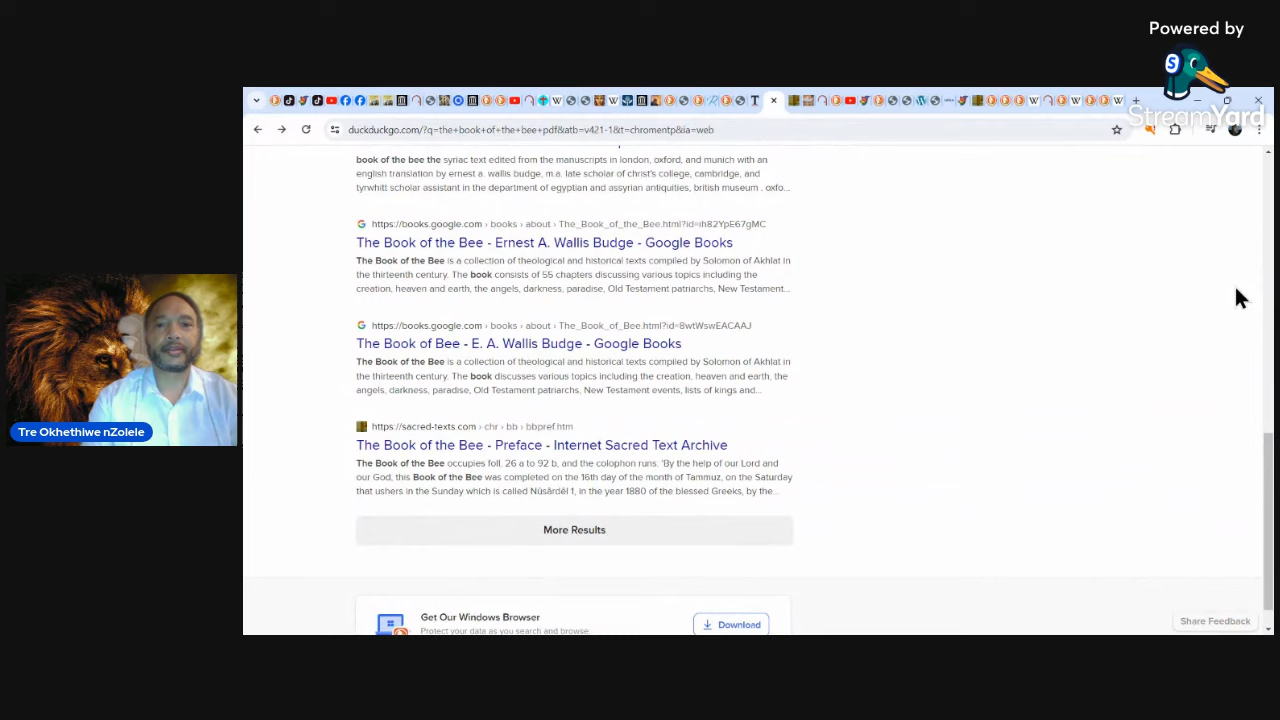 Powered by
S
StreamYard
duckduckgo.com/?q=the+book+of+the+bee+pdf&atb=v421-1&t=chromentp&ia=web
book of the bee the syriac text edited from the manuscripts in london, oxford, and munich with an
english translation by ernest a. wallis budge, m.a. late scholar of christ's college, cambridge, and
tyrwhitt scholar assistant in the department of egyptian and assyrian antiquities, british museum . oxfo...
https://books.google.com › books › about › The_Book_of_the_Bee.html?id=ih82YpE67gMC
The Book of the Bee - Ernest A. Wallis Budge - Google Books
The Book of the Bee is a collection of theological and historical texts compiled by Solomon of Akhlat in
the thirteenth century. The book consists of 55 chapters discussing various topics including the
creation, heaven and earth, the angels, darkness, paradise, Old Testament patriarchs, New Testament...
https://books.google.com › books › about › The_Book_of_Bee.html?id=8wtWswEACAAJ
The Book of Bee - E. A. Wallis Budge - Google Books
The Book of the Bee is a collection of theological and historical texts compiled by Solomon of Akhlat in
the thirteenth century. The book discusses various topics including the creation, heaven and earth, the
angels, darkness, paradise, Old Testament patriarchs, New Testament events, lists of kings and...
Tre Okhethiwe nZolele
https://sacred-texts.com › chr › bb › bbpref.htm
The Book of the Bee - Preface - Internet Sacred Text Archive
The Book of the Bee occupies foll. 26 a to 92 b, and the colophon runs: 'By the help of our Lord and
our God, this Book of the Bee was completed on the 16th day of the month of Tammuz, on the Saturday
that ushers in the Sunday which is called Nûsârdêl 1, in the year 1880 of the blessed Greeks, by the...
More Results
Get Our Windows Browser
Protect your data as you search and browse.
Download
Share Feedback